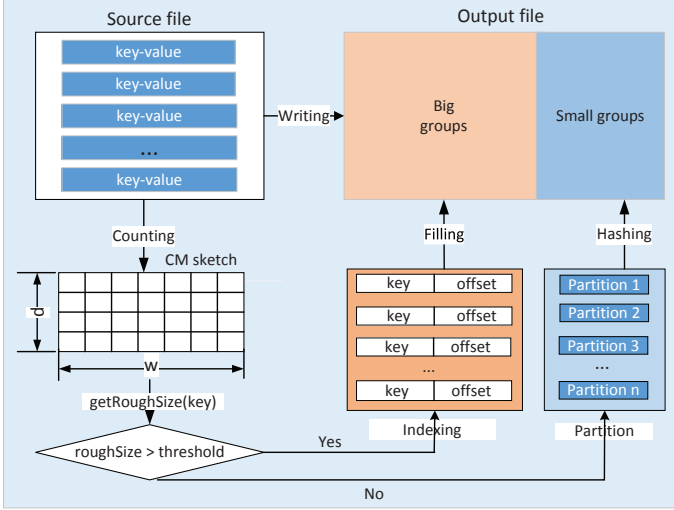 Source file
Output file
key-value
key-value
key-value
...
key-value
Writing
Big
groups
Small groups
Counting
Filling
Hashing
CM sketch
d
w
key offset
key offset
key offset
...
key offset
Partition 1
Partition 2
Partition 3
...
Partition n
getRoughSize(key)
roughSize > threshold
Yes
Indexing
Partition
No